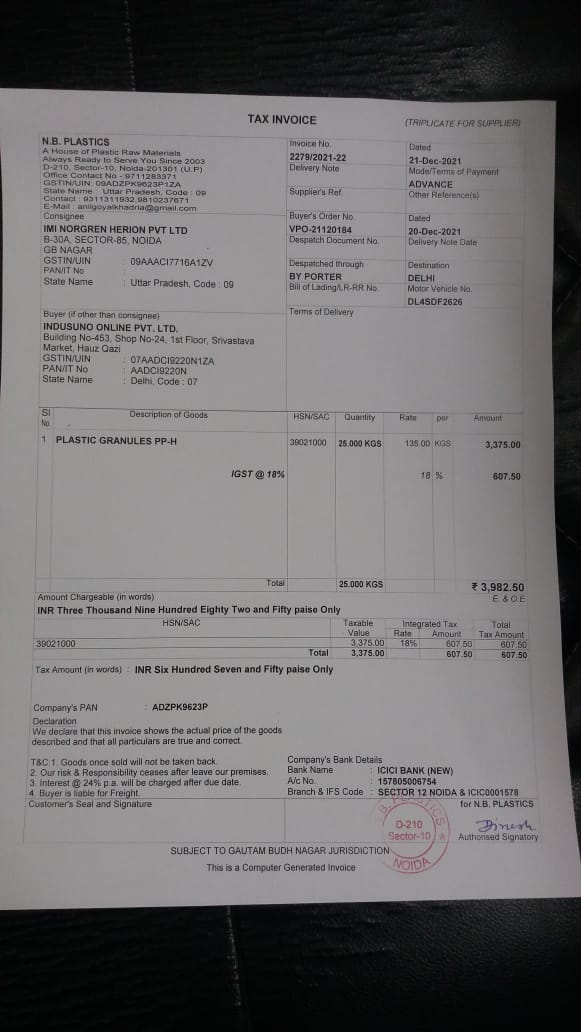 TAX INVOICE
(TRIPLICATE FOR SUPPLIER)
N.B. PLASTICS
A House of Plastic Raw Materials
Always Ready to Serve You Since 2003
D-210, Sector-10, Noida-201301 (U.P)
Office Contact No -:9711283371
GSTIN/UIN: 09ADZPK9623P1ZA
State Name : Uttar Pradesh, Code : 09
Contact : 9311311932,9810237671
E-Mail : anilgoyalkhadria@gmail.com
Invoice No.
2279/2021-22
Dated
21-Dec-2021
Delivery Note
Mode/Terms of Payment
ADVANCE
Supplier's Ref.
Other Reference(s)
Consignee
IMI NORGREN HERION PVT LTD
B-30A, SECTOR-85, NOIDA
GB NAGAR
GSTIN/UIN : 09AAACI7716A1ZV
PAN/IT No :
State Name : Uttar Pradesh, Code : 09
Buyer's Order No.
VPO-21120184
Dated
20-Dec-2021
Despatch Document No.
Delivery Note Date
Despatched through
BY PORTER
Destination
DELHI
Bill of Lading/LR-RR No.
Motor Vehicle No.
DL4SDF2626
Terms of Delivery
Buyer (if other than consignee)
INDUSUNO ONLINE PVT. LTD.
Building No-453, Shop No-24, 1st Floor, Srivastava
Market, Hauz Qazi
GSTIN/UIN : 07AADCI9220N1ZA
PAN/IT No : AADCI9220N
State Name : Delhi, Code : 07
Sl No. Description of Goods HSN/SAC Quantity Rate per Amount
1 PLASTIC GRANULES PP-H 39021000 25.000 KGS 135.00 KGS 3,375.00
IGST @ 18% 18 % 607.50
Total 25.000 KGS ₹ 3,982.50
Amount Chargeable (in words) E. & O.E
INR Three Thousand Nine Hundred Eighty Two and Fifty paise Only
HSN/SAC Taxable Value Integrated Tax Rate Amount Total Tax Amount
39021000 3,375.00 18% 607.50 607.50
Total 3,375.00 607.50 607.50
Tax Amount (in words) : INR Six Hundred Seven and Fifty paise Only
Company's PAN : ADZPK9623P
Declaration
We declare that this invoice shows the actual price of the goods
described and that all particulars are true and correct.
T&C:1. Goods once sold will not be taken back.
2. Our risk & Responsibility ceases after leave our premises.
3. Interest @ 24% p.a. will be charged after due date.
4. Buyer is liable for Freight.
Company's Bank Details
Bank Name : ICICI BANK (NEW)
A/c No. : 157805006754
Branch & IFS Code : SECTOR 12 NOIDA & ICIC0001578
Customer's Seal and Signature
for N.B. PLASTICS
N.B. PLASTICS
D-210
Sector-10
NOIDA
Dinesh
Authorised Signatory
SUBJECT TO GAUTAM BUDH NAGAR JURISDICTION
This is a Computer Generated Invoice